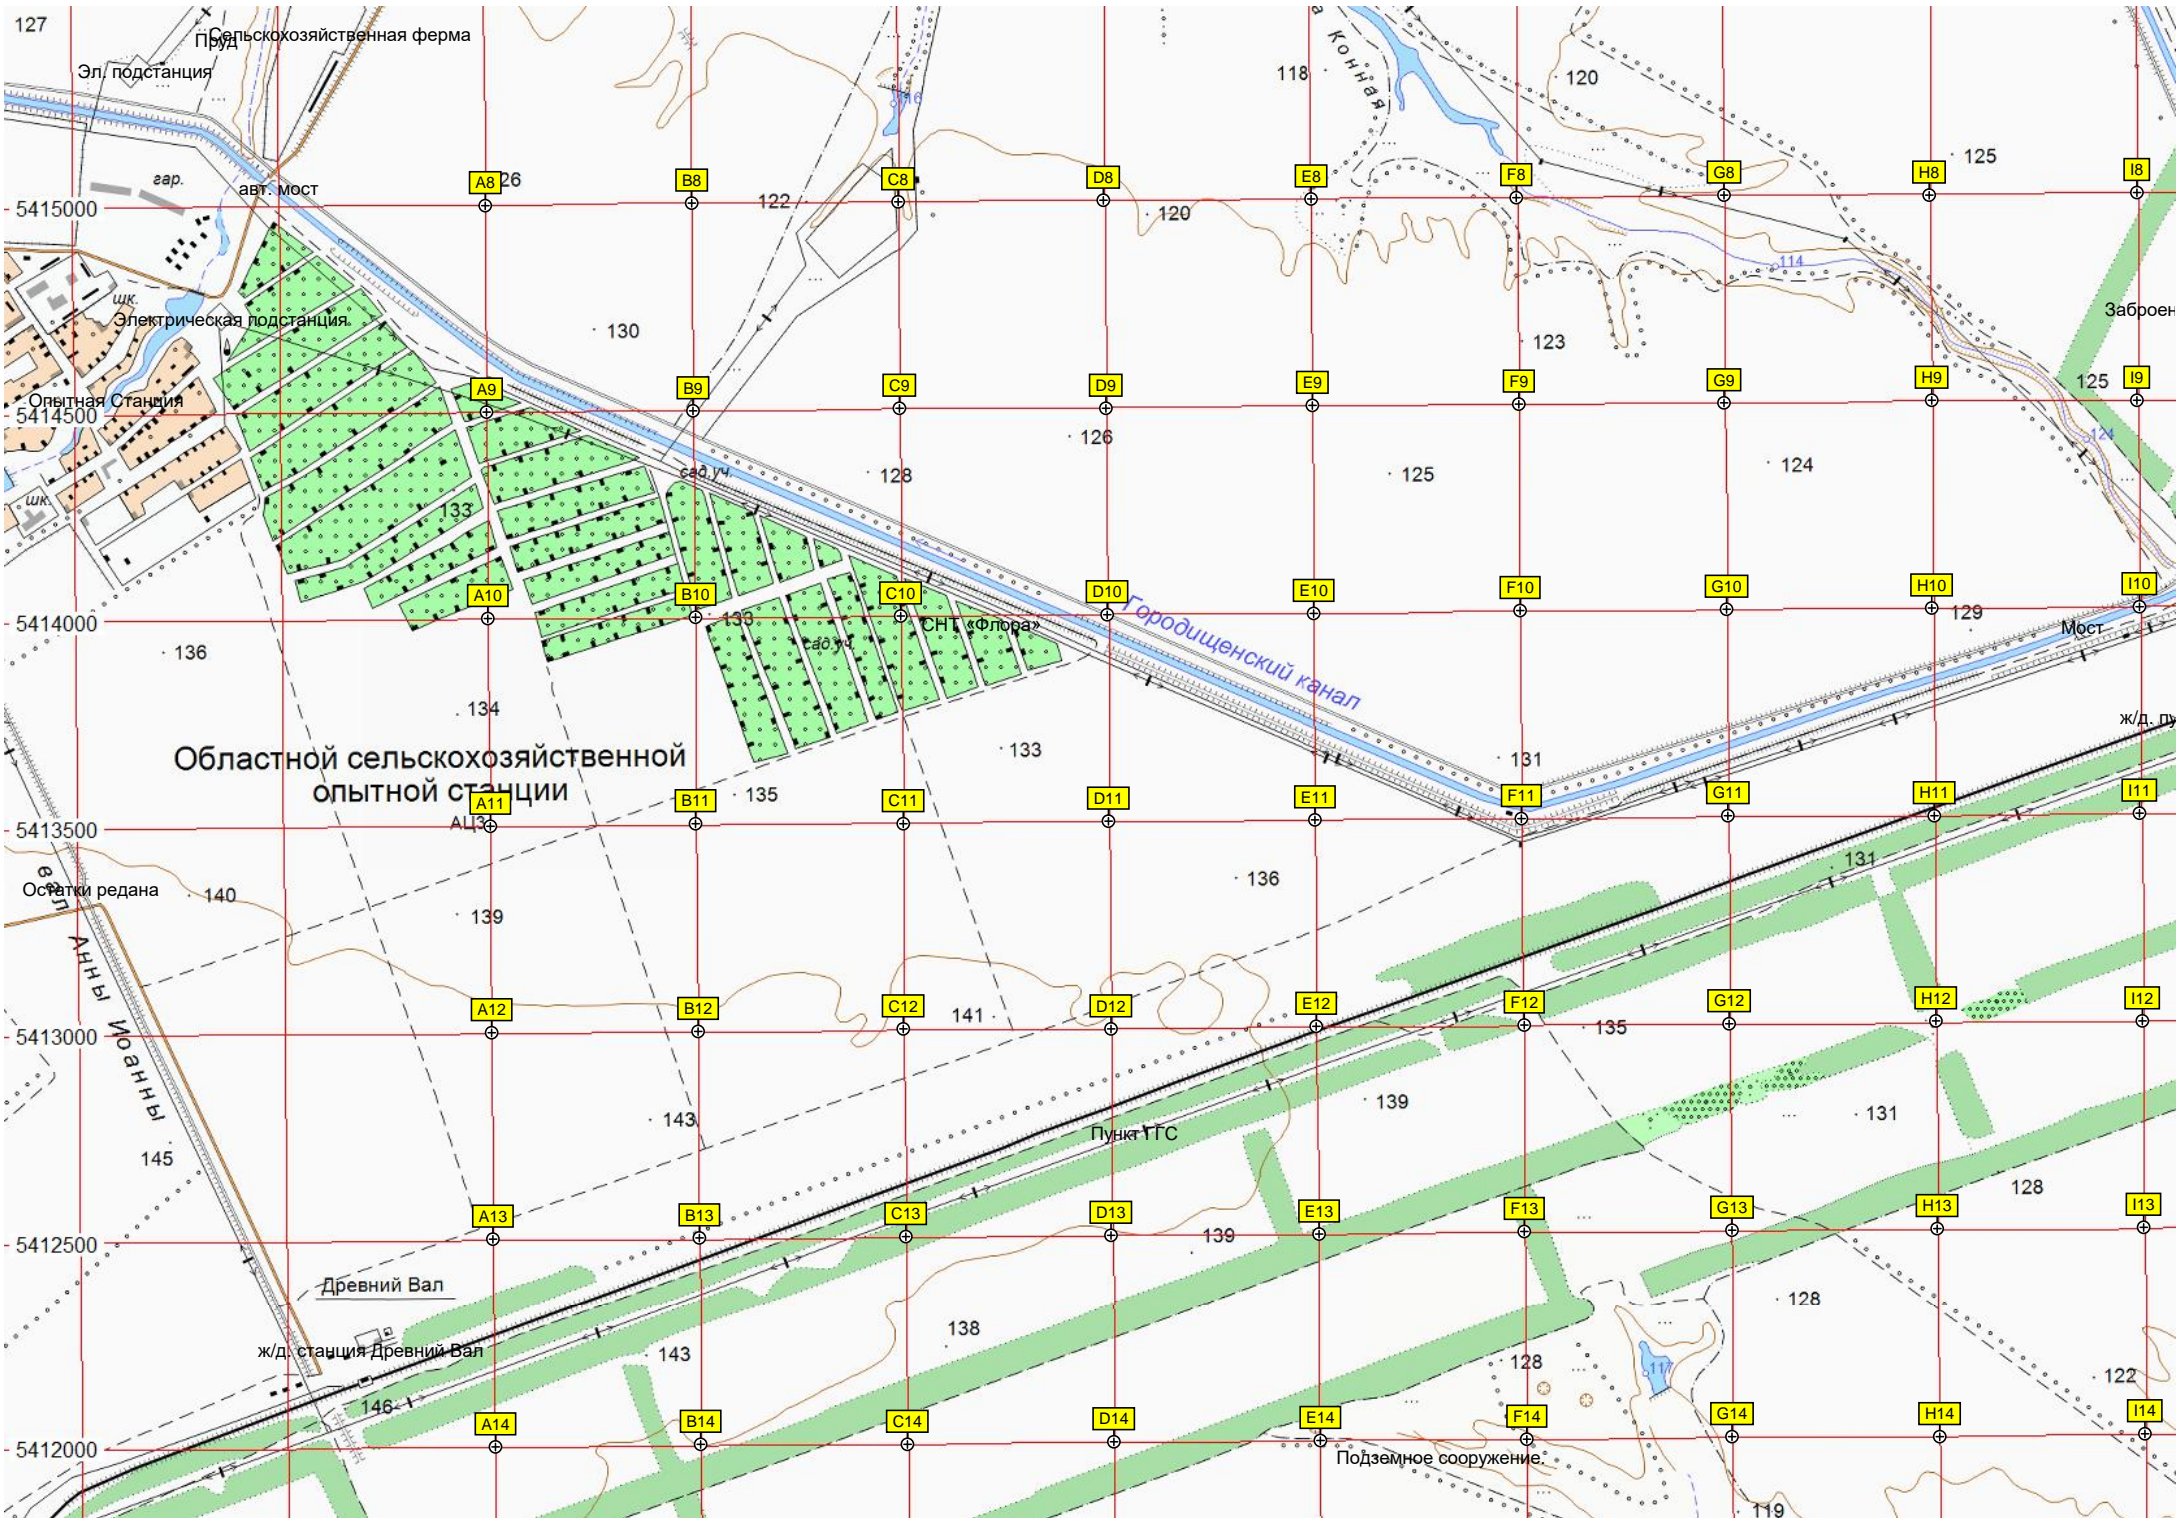 127
Сельскохозяйственная ферма
Пруд
Эл. подстанция
116
118
Конная
120
гар.
авт. мост
A8
126
B8
122
C8
D8
120
E8
F8
G8
125
H8
I8
5415000
114
шк.
Электрическая подстанция
130
123
Заброен
Опытная Станция
5414500
A9
B9
C9
D9
E9
F9
G9
H9
125
I9
126
124
сад.уч.
128
125
124
шк.
133
A10
B10
133
C10
СНТ «Флора»
D10
E10
F10
G10
H10
129
I10
5414000
Городищенский канал
Мост
136
сад.уч.
134
133
131
ж/д. пу
Областной сельскохозяйственной
опытной станции
135
A11
АЦЗ
B11
C11
D11
E11
F11
G11
H11
I11
5413500
вал Анны Иоанны
Остатки редана
140
139
136
131
A12
B12
C12
141
D12
E12
F12
135
G12
H12
I12
5413000
143
139
131
Пункт ГГС
145
128
A13
B13
C13
D13
139
E13
F13
G13
H13
I13
5412500
Древний Вал
128
138
ж/д. станция Древний Вал
143
128
117
122
146
A14
B14
C14
D14
E14
F14
G14
H14
I14
5412000
Подземное сооружение.
119